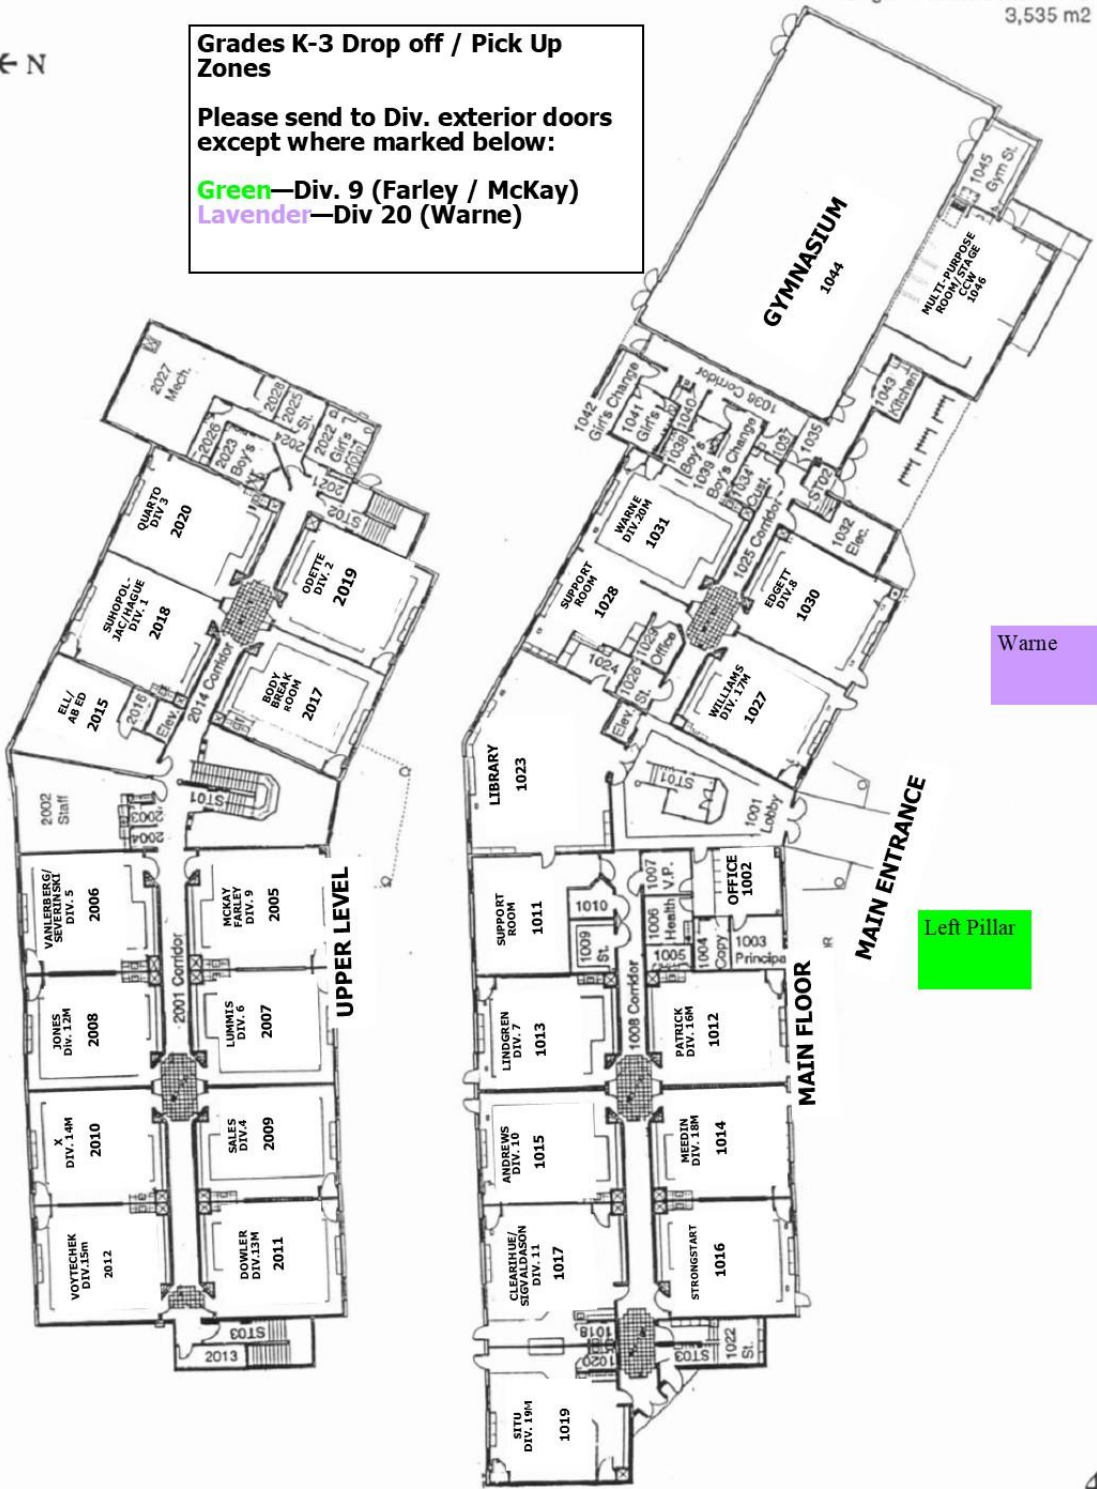 3,535 m2
← N
Grades K-3 Drop off / Pick Up
Zones
Please send to Div. exterior doors
except where marked below:
Green—Div. 9 (Farley / McKay)
Lavender—Div 20 (Warne)
2027
Mech.
2028
2025
St.
2026
2023
Boy's
2024
2022
Girl's
2021
ST02
QUARTO
DIV 3
2020
ODETTE
DIV. 2
2019
SUHOPOL-
JAC/HAGUE
DIV. 1
2018
2014 Corridor
BODY
BREAK
ROOM
2017
ELL/
AB ED
2015
2016
Elev.
ST01
2002
Staff
2003
2004
VANLERBERG/
SEVERINSKI
DIV. 5
2006
MCKAY
FARLEY
DIV. 9
2005
2001 Corridor
JONES
DIV. 12M
2008
LUMMIS
DIV. 6
2007
X
DIV. 14M
2010
SALES
DIV.4
2009
VOYTECHEK
DIV.15m
2012
DOWLER
DIV.13M
2011
ST03
2013
UPPER LEVEL
GYMNASIUM
1044
1045
Gym St.
MULTI-PURPOSE
ROOM/STAGE
CCW
1046
1043
Kitchen
1036 Corridor
1042
Girl's Change
1041
Girl's
1040
1038
Boy's
1039
Boy's Change
1037
1035
1034
Cust.
ST02
1032
Elec.
WARNE
DIV.20M
1031
1025 Corridor
SUPPORT
ROOM
1028
EDGETT
DIV.8
1030
1029
Office
1024
1026
St.
Elev.
WILLIAMS
DIV. 17M
1027
Warne
LIBRARY
1023
ST01
1001
Lobby
MAIN ENTRANCE
SUPPORT
ROOM
1011
1010
1009
St.
1007
V.P.
1006
Health
1005
OFFICE
1002
1004
Copy
1003
Principa
Left Pillar
1008 Corridor
LINDGREN
DIV. 7
1013
PATRICK
DIV. 16M
1012
MAIN FLOOR
ANDREWS
DIV. 10
1015
MEEDIN
DIV. 18M
1014
CLEARIHUE/
SIGVALDASON
DIV. 11
1017
STRONGSTART
1016
1018
1020
ST03
1022
St.
SITU
DIV. 19M
1019